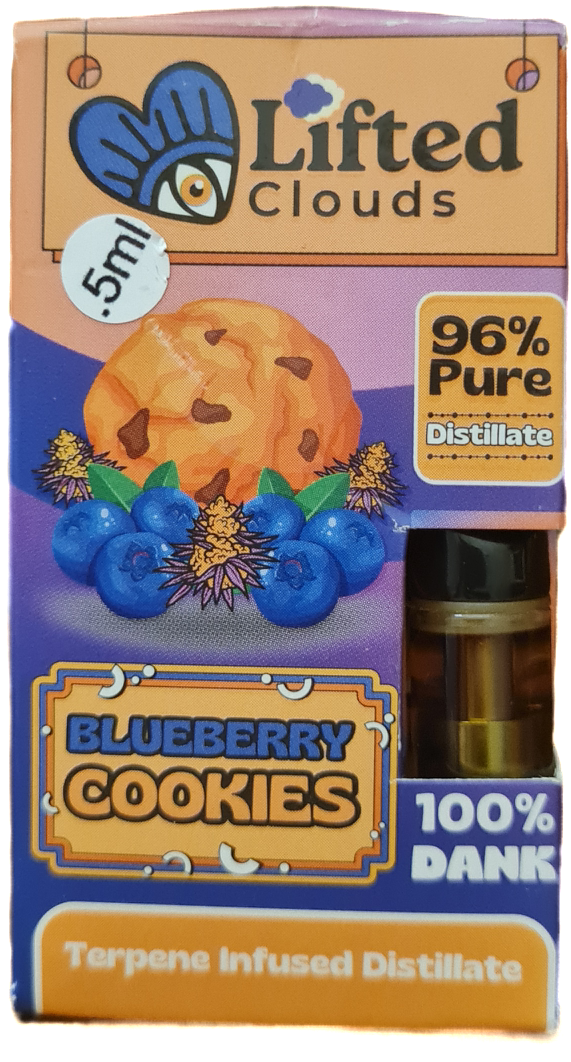 Lifted
Clouds
.5ml
96%
Pure
Distillate
BLUEBERRY
COOKIES
100%
DANK
Terpene Infused Distillate